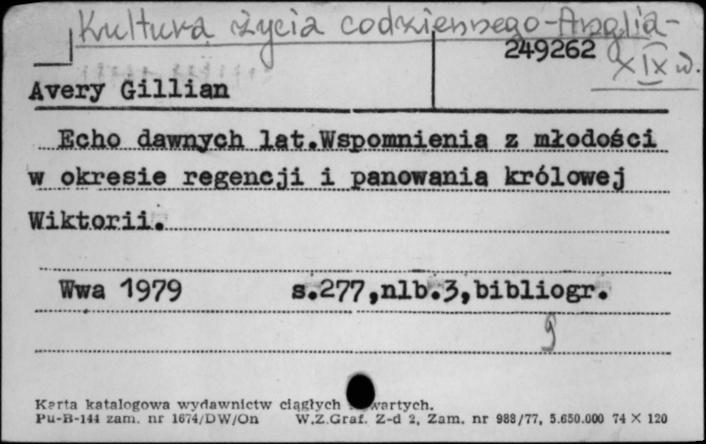 Kultura życia codziennego - Anglia -
XIX w.
249262
Avery Gillian
Echo dawnych lat.Wspomnienia z młodości
w okresie regencji i panowania królowej
Wiktorii.
Wwa 1979 s.277,nlb.3,bibliogr.
g
Karta katalogowa wydawnictw ciągłych
Pu-B-144 zam. nr 1674/DW/On W.Z.Graf. Z-d 2, Zam. nr 988/77, 5.650.000 74 X 120